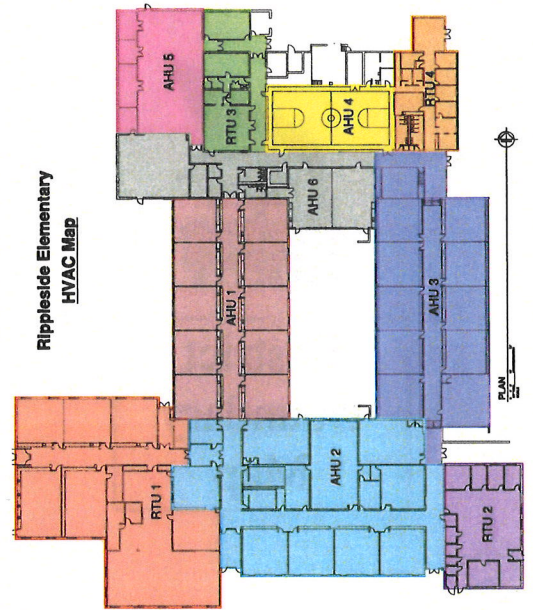 Rippleside Elementary
HVAC Map
AHU 5
RTU 3
AHU 4
RTU 4
AHU 6
AHU 1
AHU 3
AHU 2
RTU 1
RTU 2
PLAN